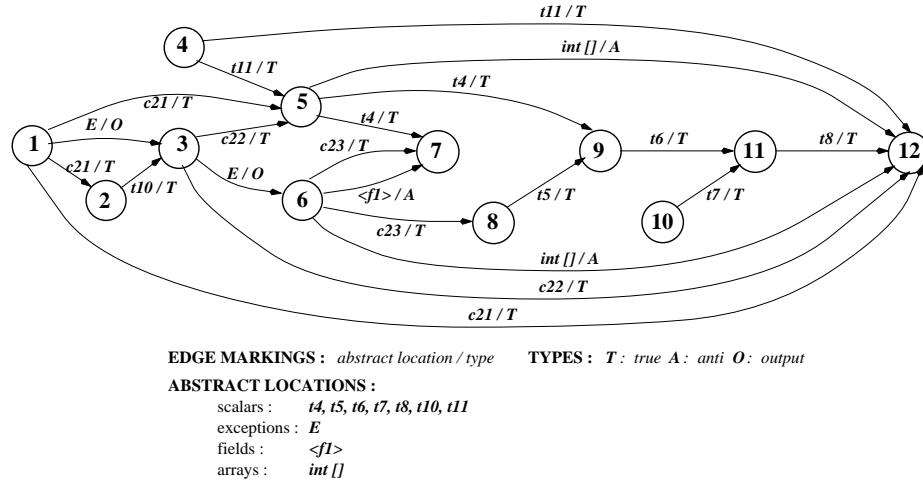 t11 / T
4
int [] / A
t11 / T
t4 / T
c21 / T
5
t4 / T
E / O
c22 / T
c23 / T
t6 / T
t8 / T
1
3
7
9
11
12
c21 / T
t10 / T
E / O
<f1> / A
t5 / T
t7 / T
2
6
8
10
c23 / T
int [] / A
c22 / T
c21 / T
EDGE MARKINGS : abstract location / type TYPES : T : true A : anti O : output
ABSTRACT LOCATIONS :
scalars : t4, t5, t6, t7, t8, t10, t11
exceptions : E
fields : <f1>
arrays : int []